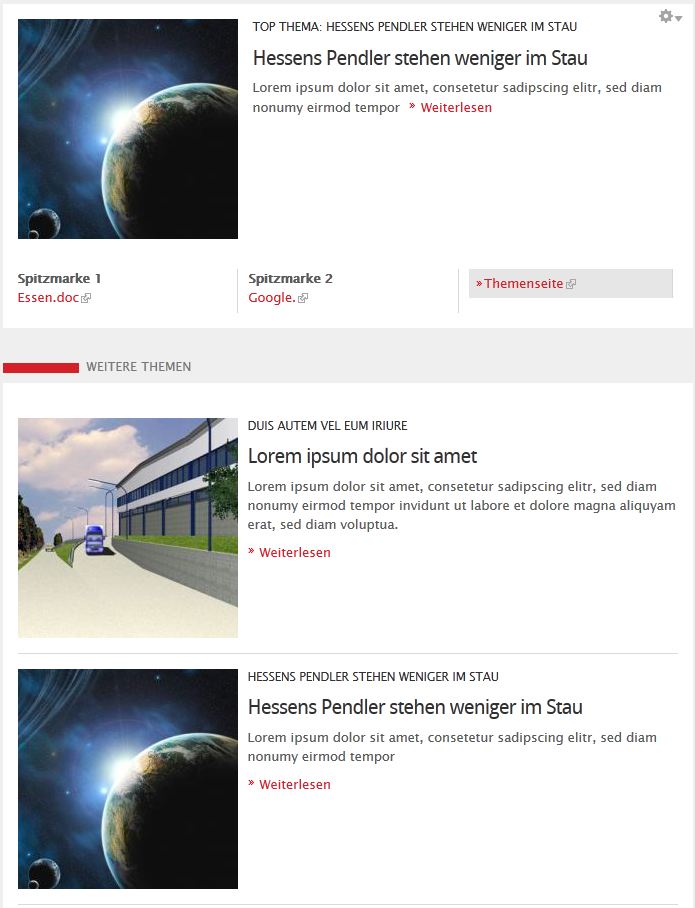 TOP THEMA: HESSENS PENDLER STEHEN WENIGER IM STAU
Hessens Pendler stehen weniger im Stau
Lorem ipsum dolor sit amet, consetetur sadipscing elitr, sed diam
nonumy eirmod tempor » Weiterlesen
Spitzmarke 1
Essen.doc
Spitzmarke 2
Google.
» Themenseite
WEITERE THEMEN
DUIS AUTEM VEL EUM IRIURE
Lorem ipsum dolor sit amet
Lorem ipsum dolor sit amet, consetetur sadipscing elitr, sed diam
nonumy eirmod tempor invidunt ut labore et dolore magna aliquyam
erat, sed diam voluptua.
» Weiterlesen
HESSENS PENDLER STEHEN WENIGER IM STAU
Hessens Pendler stehen weniger im Stau
Lorem ipsum dolor sit amet, consetetur sadipscing elitr, sed diam
nonumy eirmod tempor
» Weiterlesen